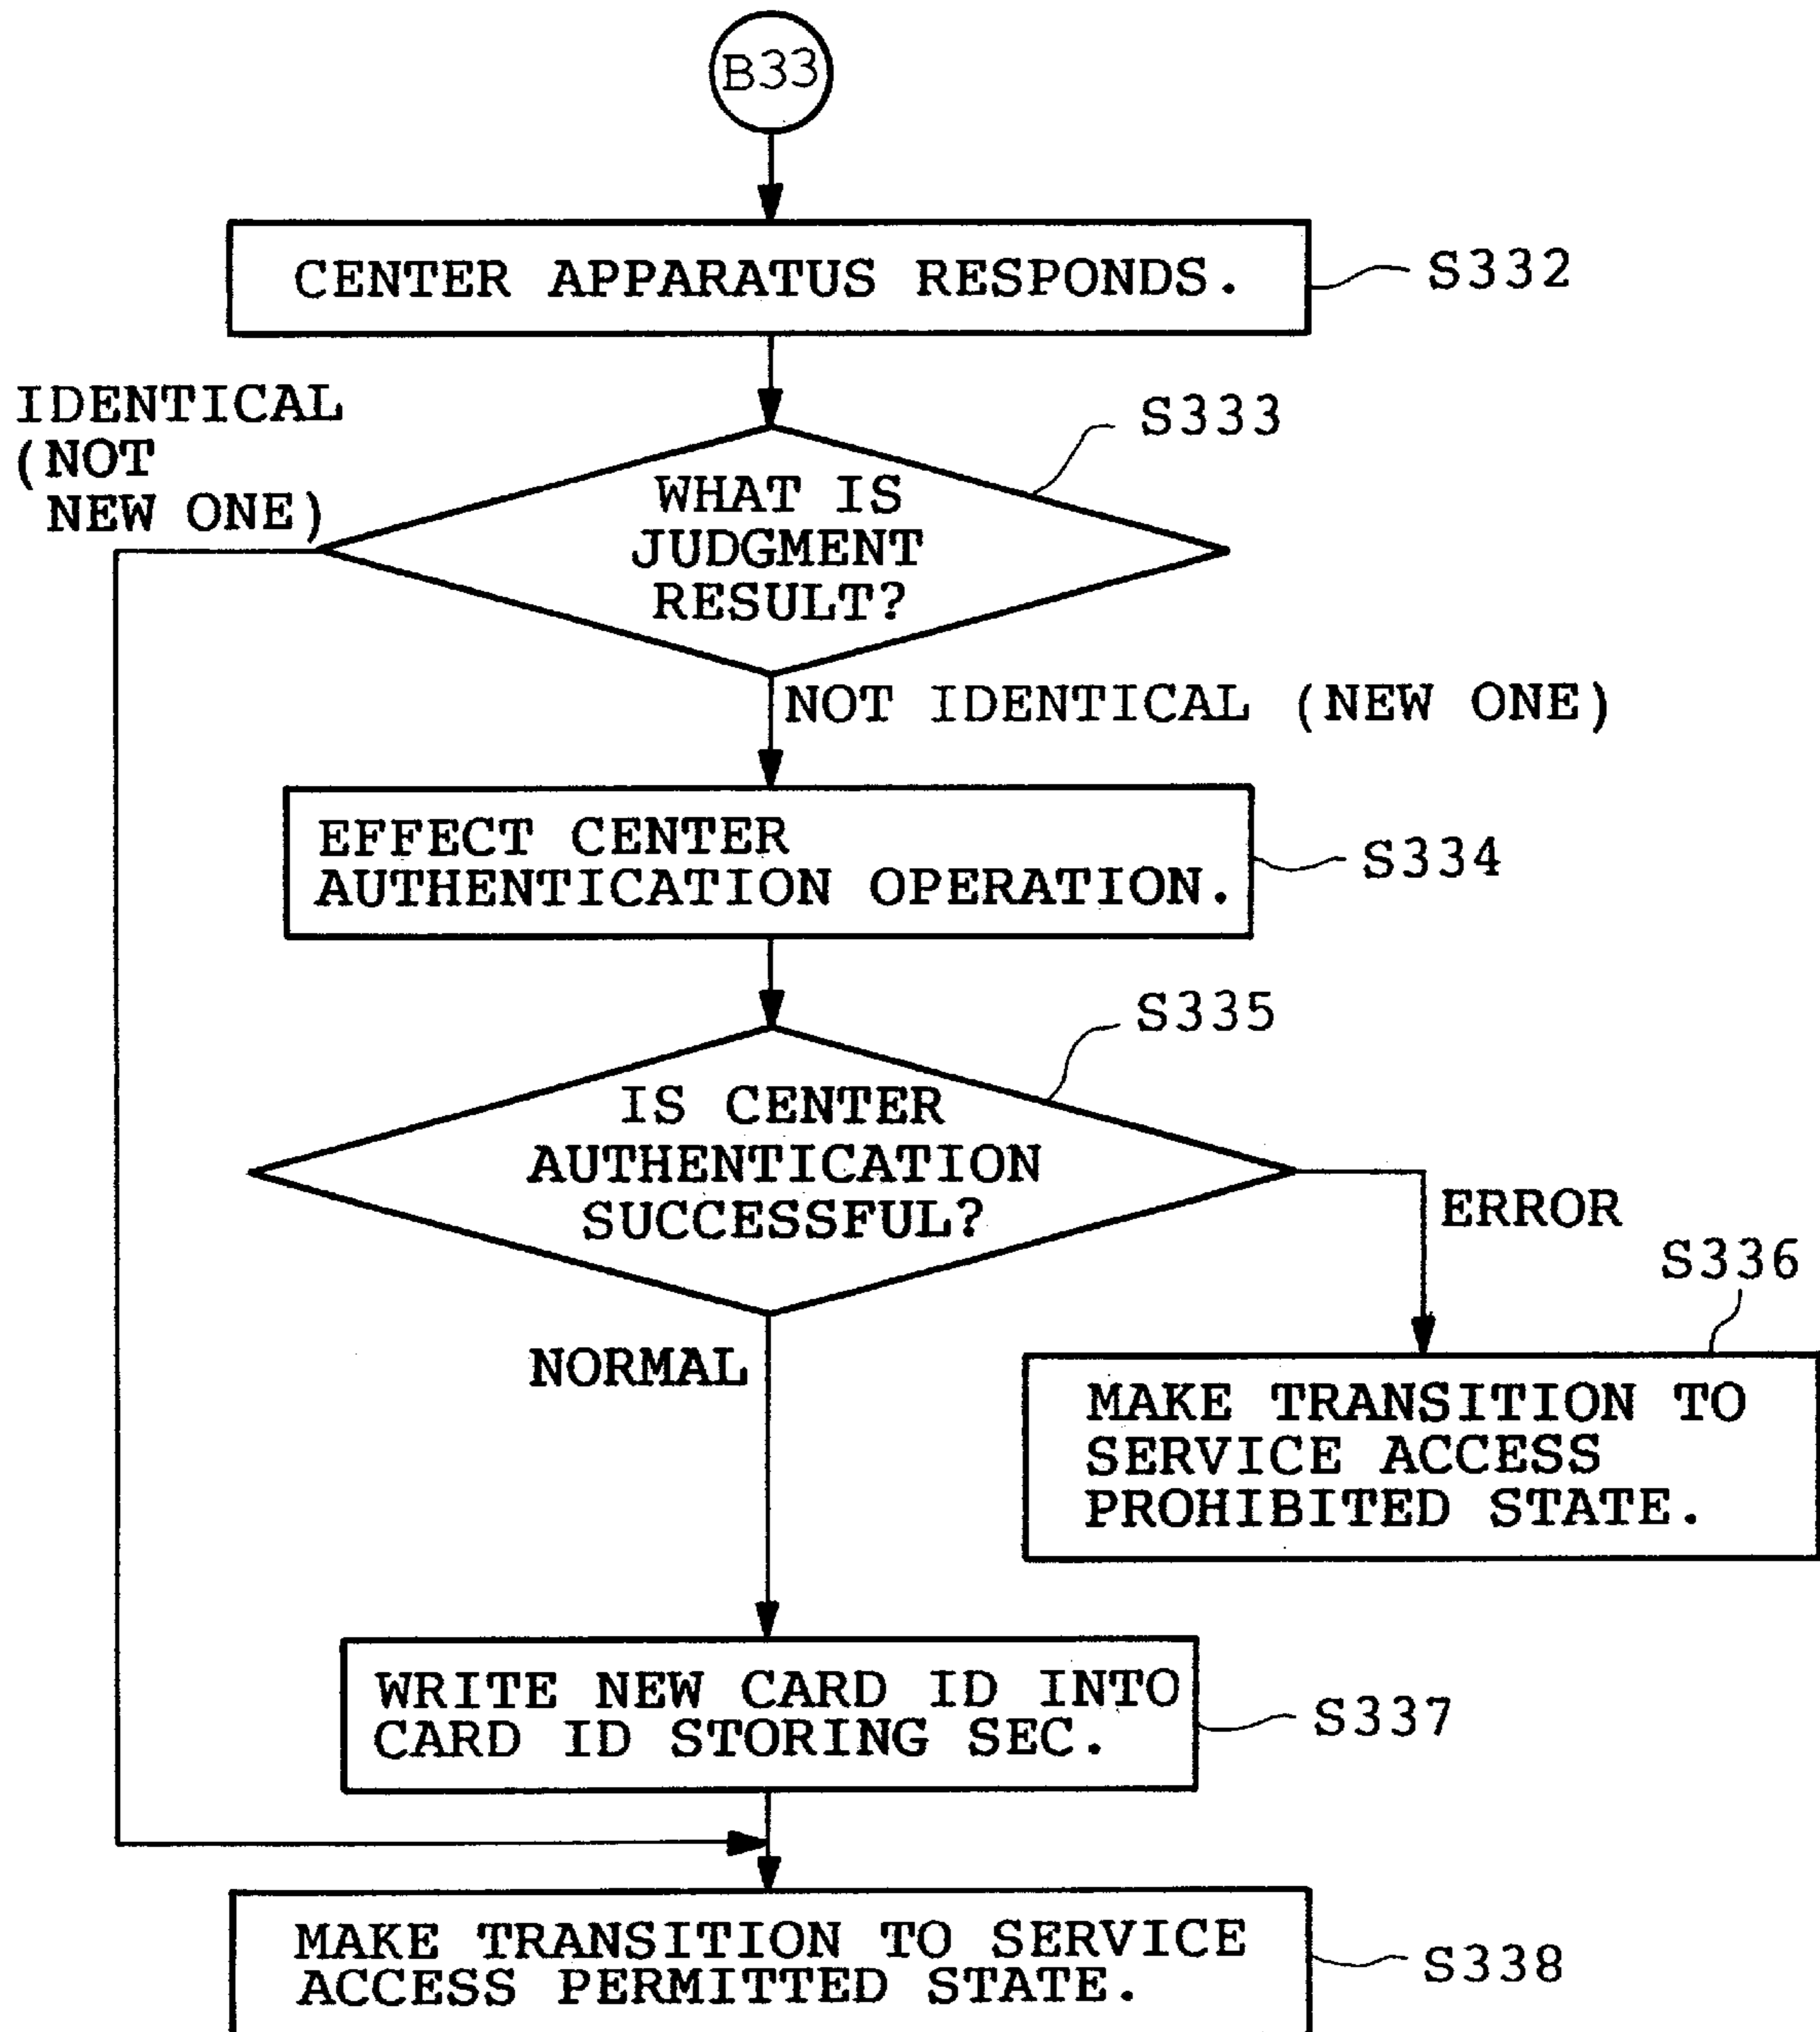 B33
CENTER APPARATUS RESPONDS.
S332
IDENTICAL
(NOT
NEW ONE)
S333
WHAT IS
JUDGMENT
RESULT?
NOT IDENTICAL (NEW ONE)
EFFECT CENTER
AUTHENTICATION OPERATION.
S334
S335
IS CENTER
AUTHENTICATION
SUCCESSFUL?
ERROR
S336
NORMAL
MAKE TRANSITION TO
SERVICE ACCESS
PROHIBITED STATE.
WRITE NEW CARD ID INTO
CARD ID STORING SEC.
S337
MAKE TRANSITION TO SERVICE
ACCESS PERMITTED STATE.
S338